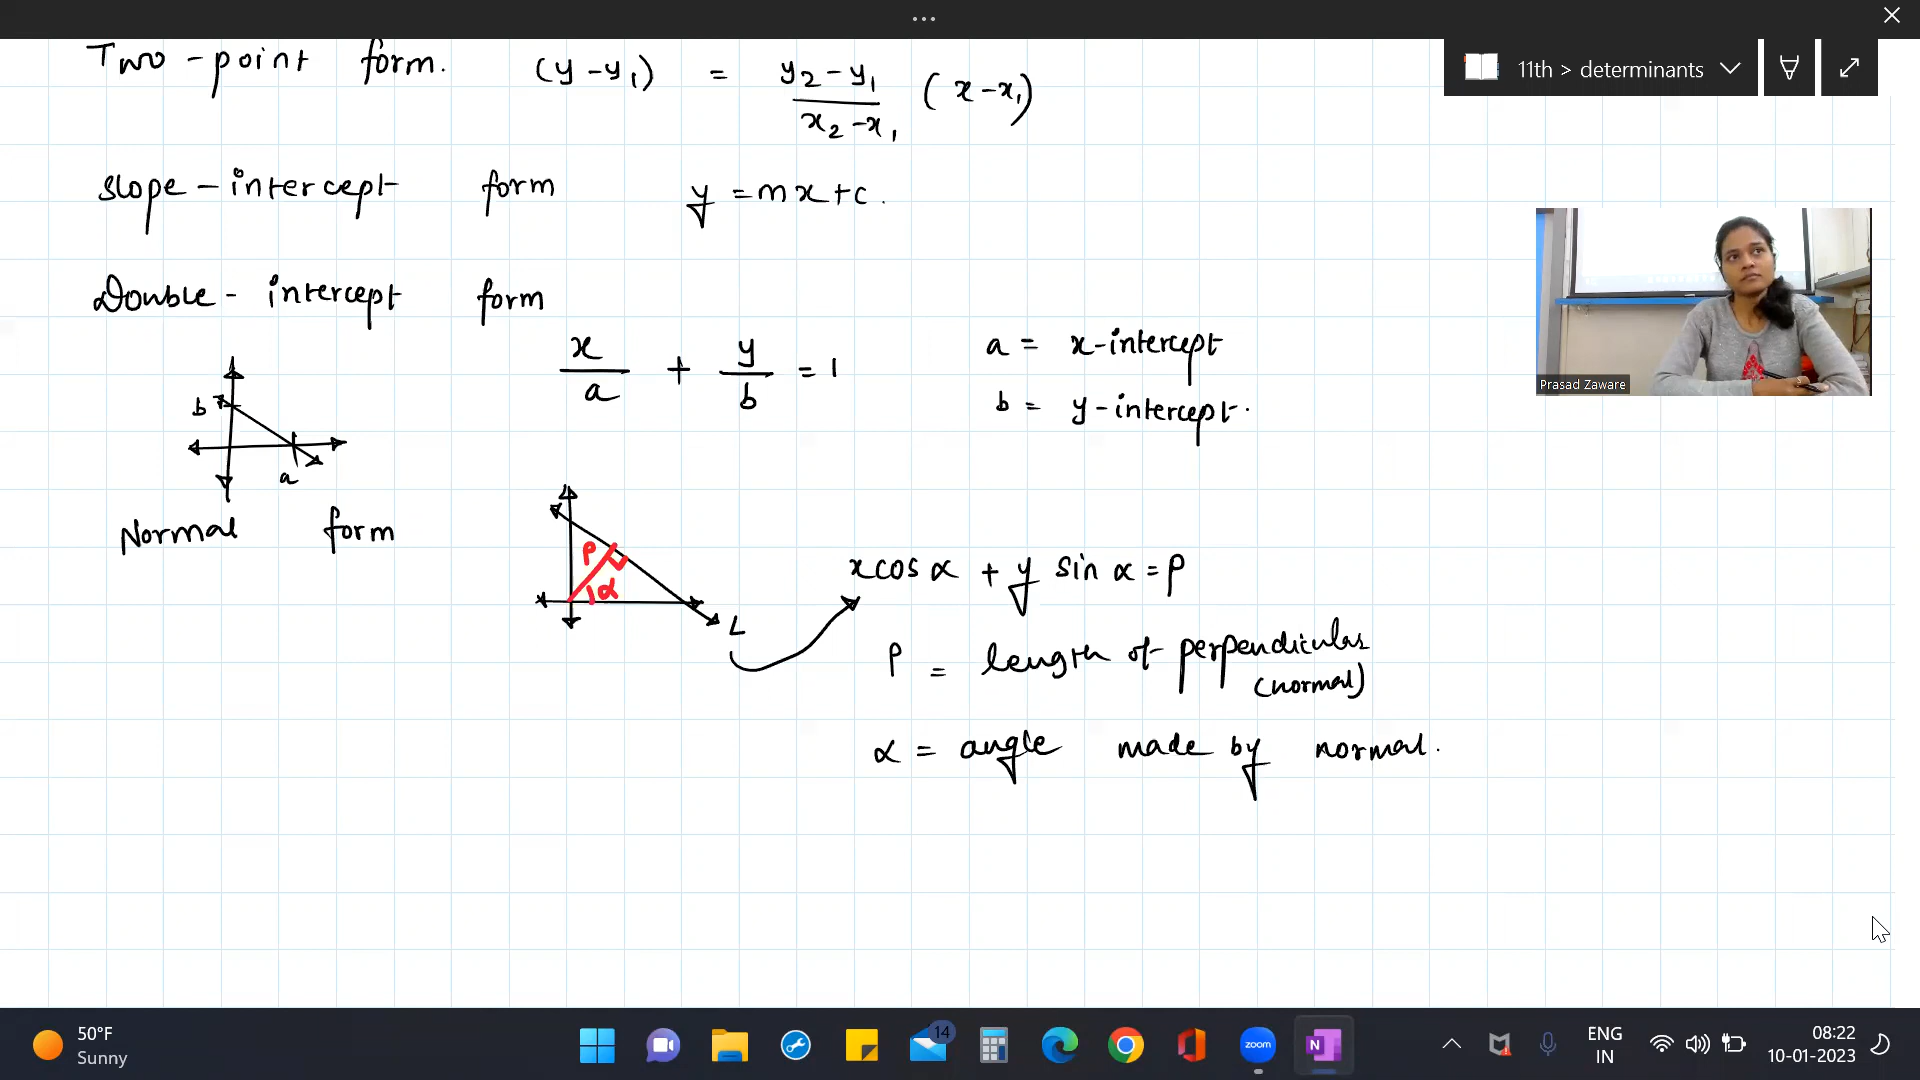 Two-point form. (y-y₁) = y₂-y₁/x₂-x₁ (x-x₁)
11th > determinants
slope-intercept form y = mx+c.
Double-intercept form
x/a + y/b = 1
a = x-intercept
b = y-intercept.
b
a
Prasad Zaware
Normal form
P
α
L
x cos α + y sin α = P
P = length of perpendicular
(normal)
α = angle made by normal.
50°F
Sunny
14
zoom
N
ENG
IN
08:22
10-01-2023